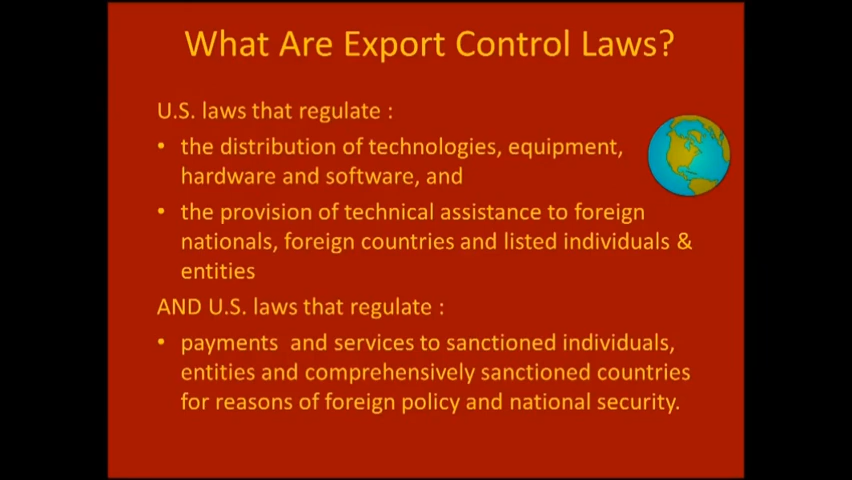 What Are Export Control Laws?
U.S. laws that regulate :
• the distribution of technologies, equipment,
hardware and software, and
• the provision of technical assistance to foreign
nationals, foreign countries and listed individuals &
entities
AND U.S. laws that regulate :
• payments  and services to sanctioned individuals,
entities and comprehensively sanctioned countries
for reasons of foreign policy and national security.